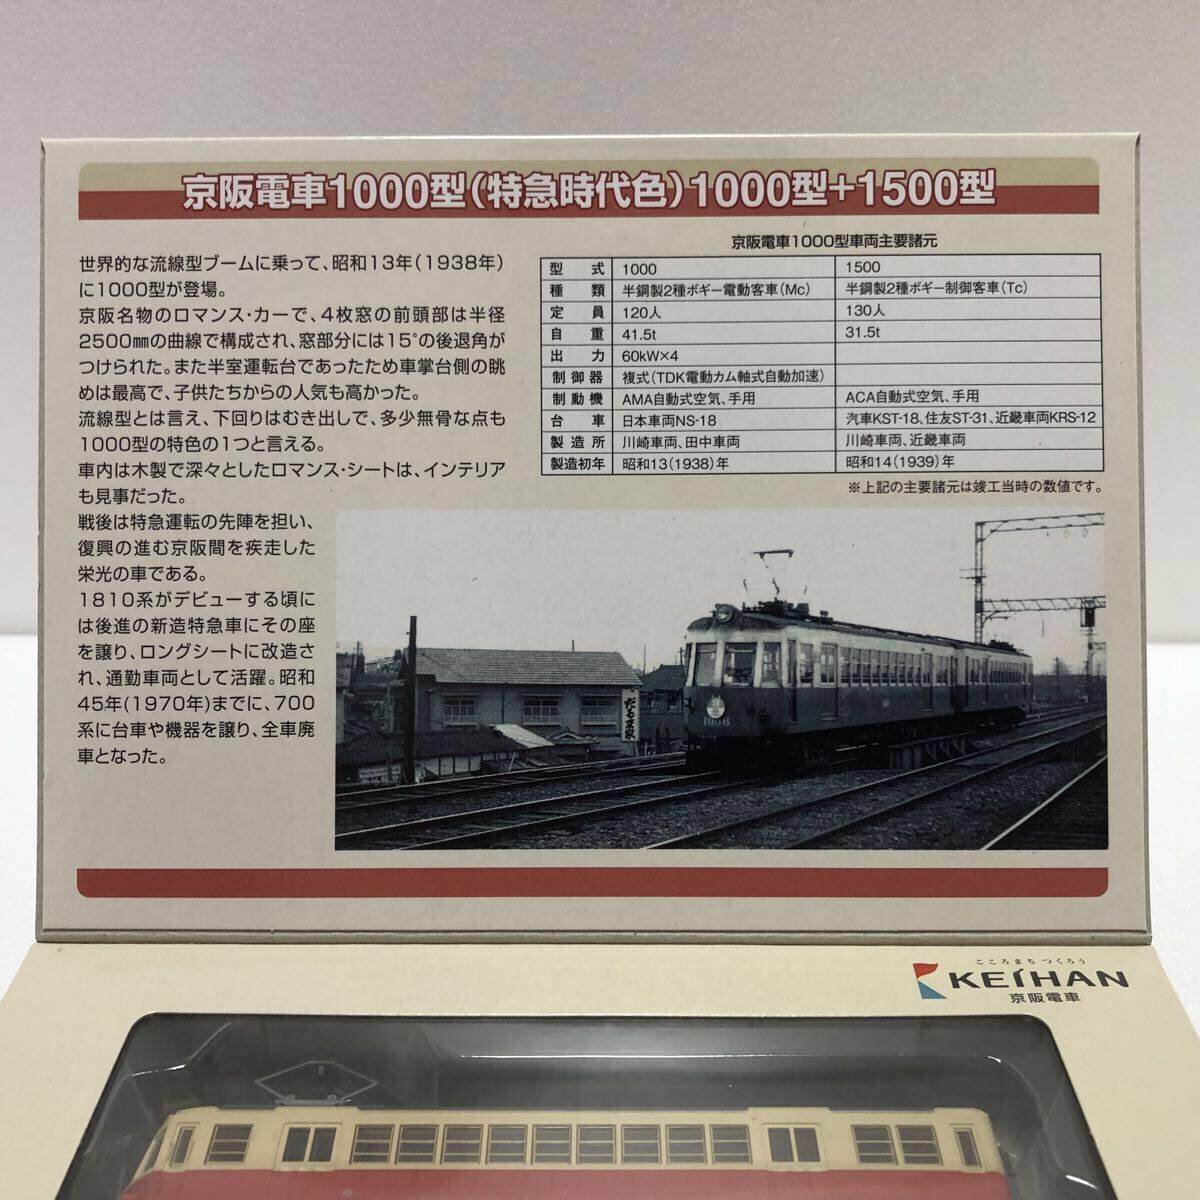 京阪電車1000型(特急時代色)1000型+1500型
世界的な流線型ブームに乗って、昭和13年(1938年)
に1000型が登場。
京阪名物のロマンス・カーで、4枚窓の前頭部は半径
2500㎜の曲線で構成され、窓部分には15°の後退角が
つけられた。また半室運転台であったため車掌台側の眺
めは最高で、子供たちからの人気も高かった。
流線型とは言え、下回りはむき出しで、多少無骨な点も
1000型の特色の1つと言える。
車内は木製で深々としたロマンス・シートは、インテリア
も見事だった。
戦後は特急運転の先陣を担い、
復興の進む京阪間を疾走した
栄光の車である。
1810系がデビューする頃に
は後進の新造特急車にその座
を譲り、ロングシートに改造さ
れ、通勤車両として活躍。昭和
45年(1970年)までに、700
系に台車や機器を譲り、全車廃
車となった。
京阪電車1000型車両主要諸元
型式 1000 1500
種類 半鋼製2種ボギー電動客車(Mc) 半鋼製2種ボギー制御客車(Tc)
定員 120人 130人
自重 41.5t 31.5t
出力 60kW×4
制御器 複式(TDK電動カム軸式自動加速)
制動機 AMA自動式空気、手用 ACA自動式空気、手用
台車 日本車両NS-18 汽車KST-18、住友ST-31、近畿車両KRS-12
製造所 川崎車両、田中車両 川崎車両、近畿車両
製造初年 昭和13(1938)年 昭和14(1939)年
※上記の主要諸元は竣工当時の数値です。
だるま家
1006
こころまち つくろう
KEIHAN
京阪電車